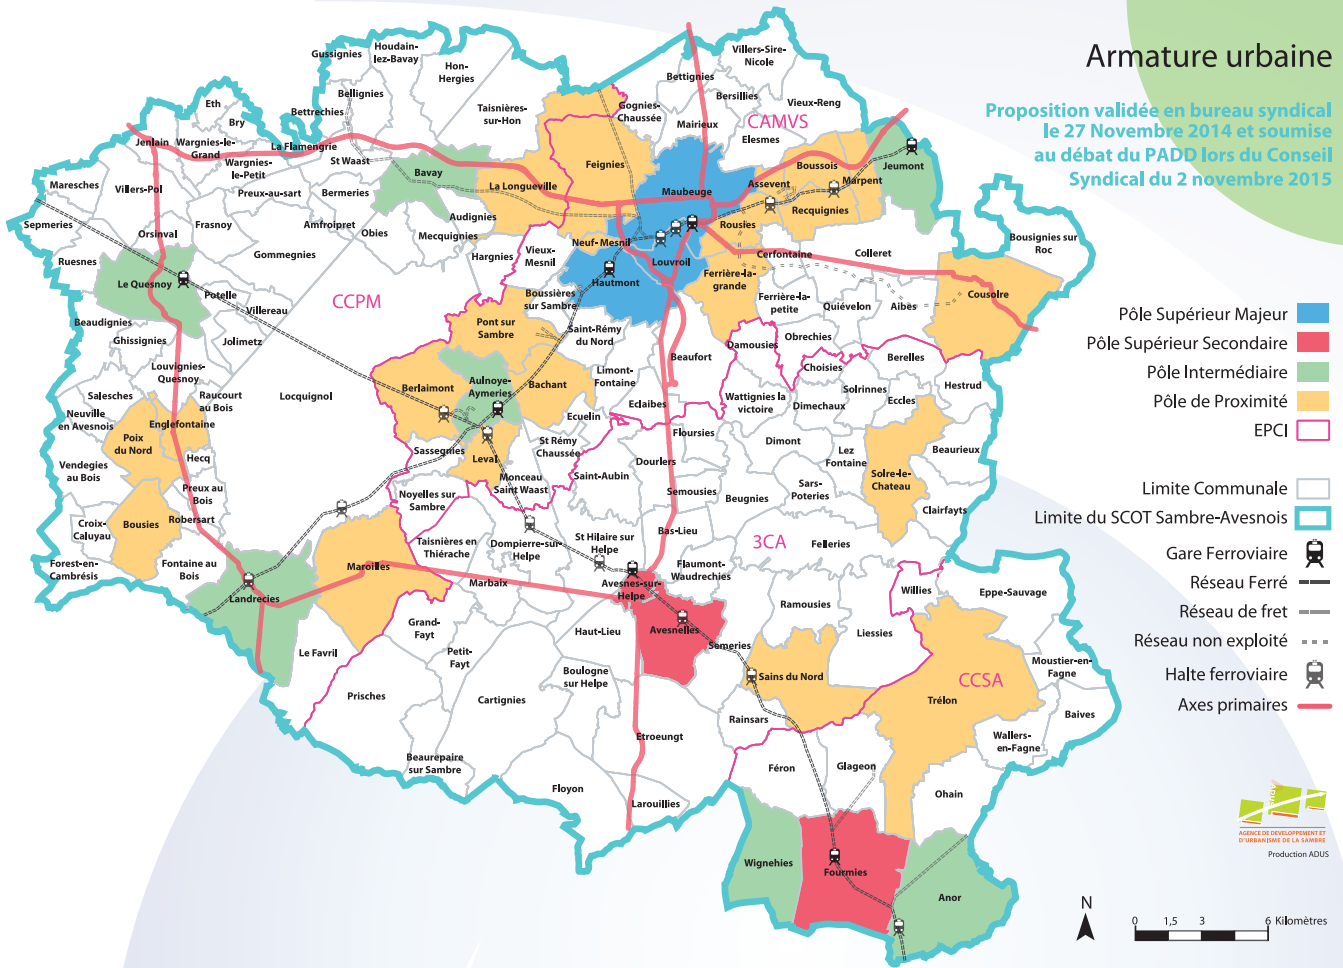 Armature urbaine
Proposition validée en bureau syndical
le 27 Novembre 2014 et soumise
au débat du PADD lors du Conseil
Syndical du 2 novembre 2015
Pôle Supérieur Majeur
Pôle Supérieur Secondaire
Pôle Intermédiaire
Pôle de Proximité
EPCI
Limite Communale
Limite du SCOT Sambre-Avesnois
Gare Ferroviaire
Réseau Ferré
Réseau de fret
Réseau non exploité
Halte ferroviaire
Axes primaires
AGENCE DE DEVELOPPEMENT ET
D'URBANISME DE LA SAMBRE
Production ADUS
N
0 1,5 3 6 Kilomètres
CAMVS
CCPM
3CA
CCSA
Gussignies
Houdain-
lez-Bavay
Hon-
Hergies
Bellignies
Bettrechies
Taisnières-
sur-Hon
Eth
Bry
Jenlain
Wargnies-le-
Grand
Wargnies-
le-Petit
La Flamengrie
St Waast
Bavay
La Longueville
Feignies
Gognies-
Chaussée
Bettignies
Villers-Sire-
Nicole
Bersillies
Vieux-Reng
Mairieux
Elesmes
Boussois
Marpent
Jeumont
Assevent
Recquignies
Maubeuge
Rousies
Neuf-Mesnil
Louvroil
Hautmont
Ferrière-la-
grande
Cerfontaine
Colleret
Bousignies sur
Roc
Cousolre
Aibes
Quiévelon
Ferrière-la-
petite
Obrechies
Damousies
Choisies
Berelles
Hestrud
Solrinnes
Eccles
Dimechaux
Wattignies la
victoire
Beaufort
Maresches
Villers-Pol
Preux-au-sart
Bermeries
Amfroipret
Obies
Audignies
Mecquignies
Hargnies
Vieux-
Mesnil
Boussières
sur Sambre
Sepmeries
Orsinval
Frasnoy
Gommegnies
Ruesnes
Le Quesnoy
Potelle
Villereau
Jolimetz
Beaudignies
Ghissignies
Louvignies-
Quesnoy
Raucourt
au Bois
Salesches
Neuville
en Avesnois
Englefontaine
Poix
du Nord
Hecq
Vendegies
au Bois
Preux au
Bois
Bousies
Robersart
Croix-
Caluyau
Forest-en-
Cambrésis
Fontaine au
Bois
Landrecies
Locquignol
Pont sur
Sambre
Saint-Rémy
du Nord
Berlaimont
Aulnoye-
Aymeries
Bachant
Limont-
Fontaine
Eclaibes
Ecuelin
Sassegnies
Leval
St Rémy
Chaussée
Monceau
Saint Waast
Saint-Aubin
Dourlers
Floursies
Semousies
Noyelles sur
Sambre
Maroilles
Taisnières en
Thiérache
Dompierre-sur-
Helpe
St Hilaire sur
Helpe
Bas-Lieu
Marbaix
Avesnes-sur-
Helpe
Avesnelles
Flaumont-
Waudrechies
Beugnies
Dimont
Lez
Fontaine
Sars-
Poteries
Solre-le-
Chateau
Beaurieux
Clairfayts
Felleries
Ramousies
Liessies
Willies
Eppe-Sauvage
Moustier-en-
Fagne
Baives
Wallers-
en-Fagne
Trélon
Ohain
Semeries
Sains du Nord
Rainsars
Féron
Glageon
Wignehies
Fourmies
Anor
Le Favril
Grand-
Fayt
Petit-
Fayt
Prisches
Cartignies
Haut-Lieu
Boulogne
sur Helpe
Etroeungt
Beaurepaire
sur Sambre
Floyon
Larouillies